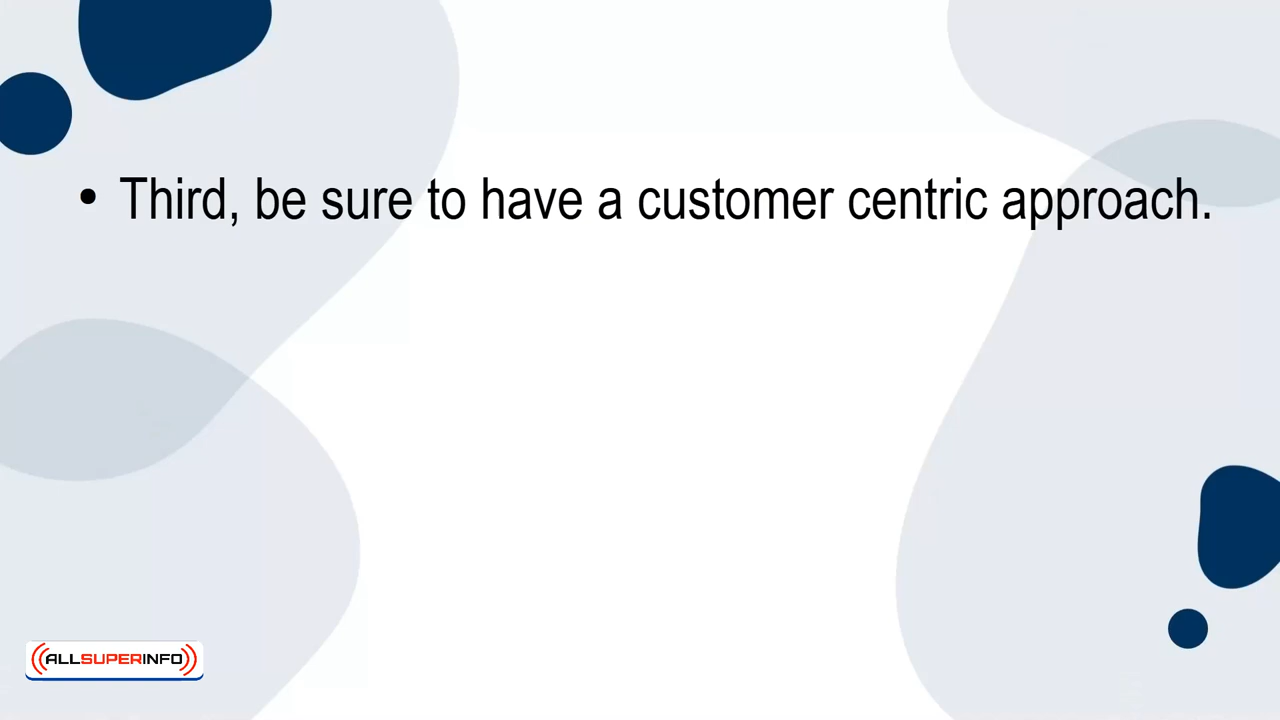 • Third, be sure to have a customer centric approach.
ALLSUPERINFO